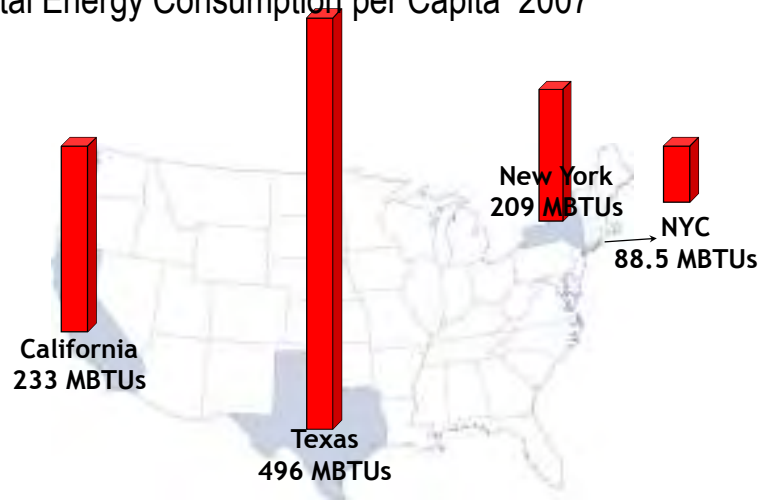 tal Energy Consumption per Capita 2007
New York
209 MBTUs
NYC
88.5 MBTUs
California
233 MBTUs
Texas
496 MBTUs